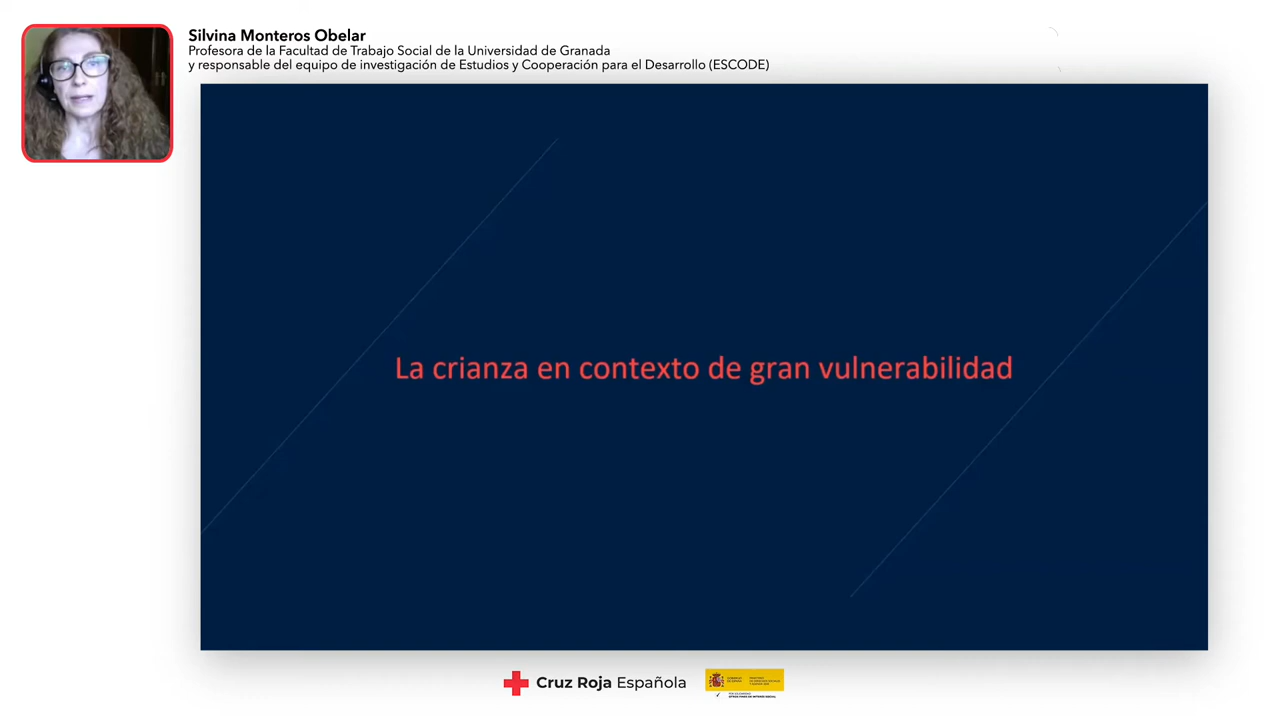 Silvina Monteros Obelar
Profesora de la Facultad de Trabajo Social de la Universidad de Granada
y responsable del equipo de investigación de Estudios y Cooperación para el Desarrollo (ESCODE)
La crianza en contexto de gran vulnerabilidad
Cruz Roja Española